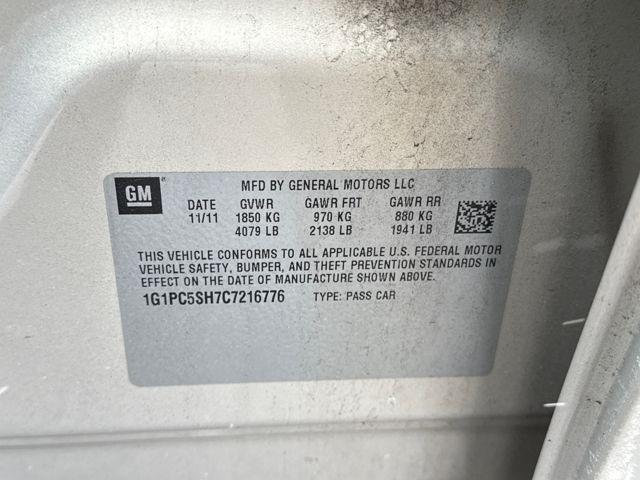 GM
MFD BY GENERAL MOTORS LLC
DATE GVWR GAWR FRT GAWR RR
11/11 1850 KG 970 KG 880 KG
4079 LB 2138 LB 1941 LB
THIS VEHICLE CONFORMS TO ALL APPLICABLE U.S. FEDERAL MOTOR
VEHICLE SAFETY, BUMPER, AND THEFT PREVENTION STANDARDS IN
EFFECT ON THE DATE OF MANUFACTURE SHOWN ABOVE.
1G1PC5SH7C7216776 TYPE: PASS CAR